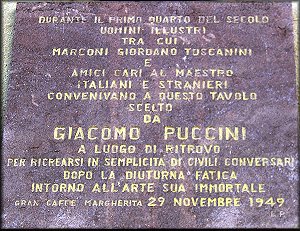 DURANTE IL PRIMO QUARTO DEL SECOLO
UOMINI ILLUSTRI
TRA CUI
MARCONI GIORDANO TOSCANINI
E
AMICI CARI AL MAESTRO
ITALIANI E STRANIERI
CONVENIVANO A QUESTO TAVOLO
SCELTO
DA
GIACOMO PUCCINI
A LUOGO DI RITROVO
PER RICREARSI IN SEMPLICITA DI CIVILI CONVERSARI
DOPO LA DIUTURNA FATICA
INTORNO ALL'ARTE SUA IMMORTALE
GRAN CAFFE MARGHERITA 29 NOVEMBRE 1949